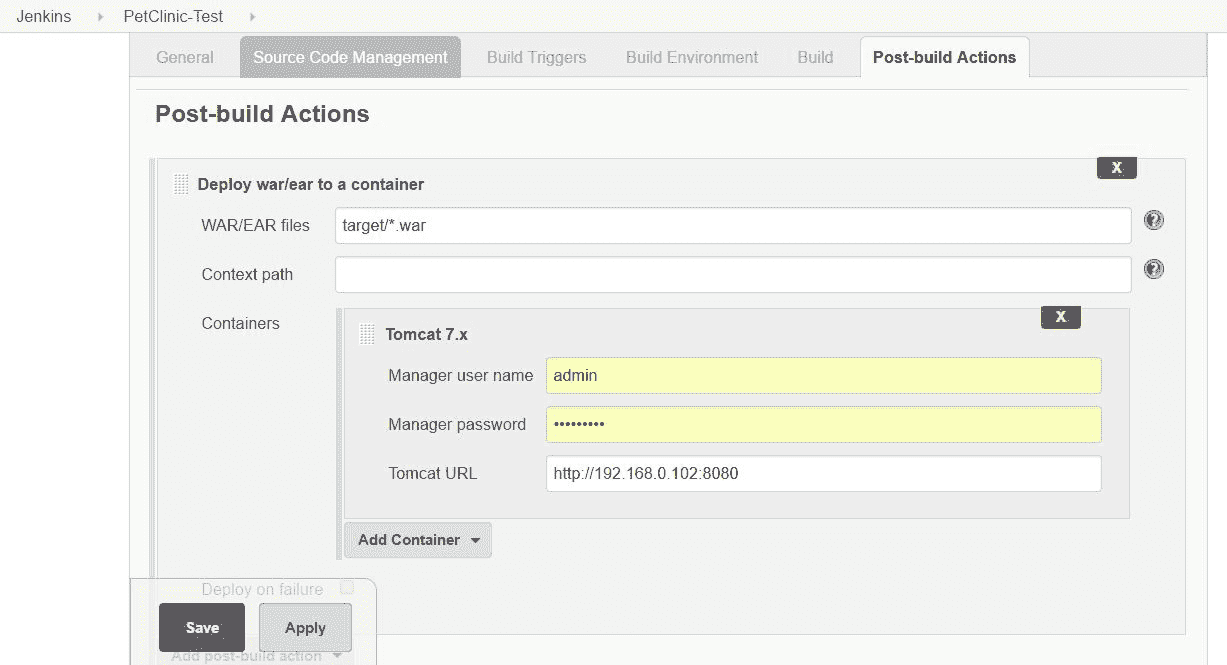 Jenkins PetClinic-Test
General Source Code Management Build Triggers Build Environment Build Post-build Actions
Post-build Actions
X
Deploy war/ear to a container
WAR/EAR files target/*.war ?
Context path ?
Containers
X
Tomcat 7.x
Manager user name admin
Manager password •••••••••
Tomcat URL http://192.168.0.102:8080
Add Container
Deploy on failure
Save Apply
Add post-build action